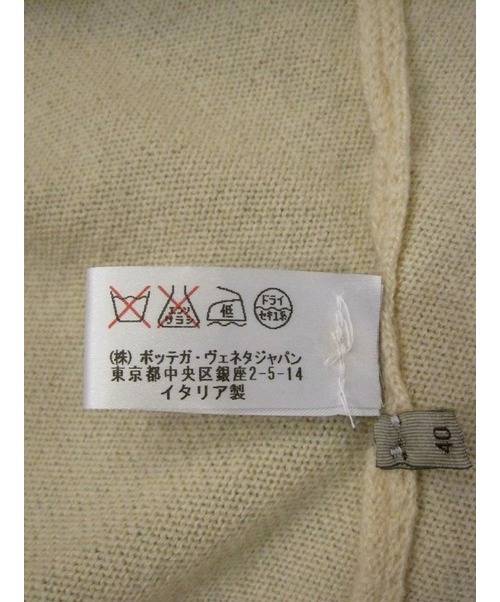 エンソ サラシ
低
ドライ
セキユ系
(株) ボッテガ・ヴェネタジャパン
東京都中央区銀座2-5-14
イタリア製
40